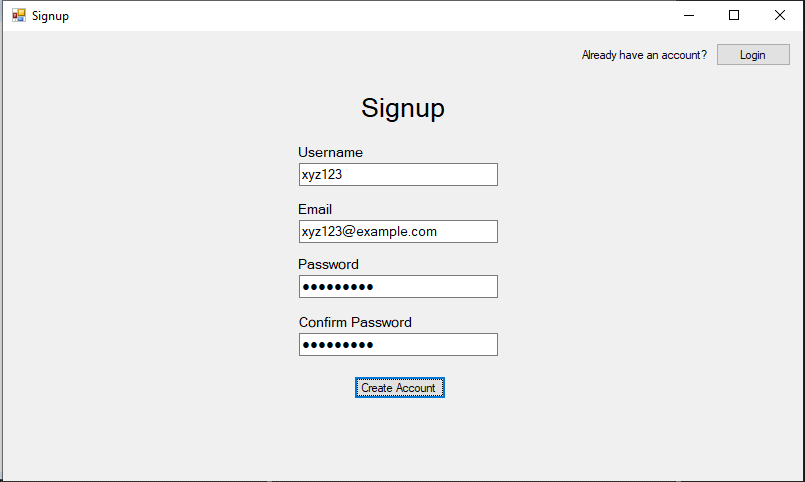 Signup
Already have an account? Login
Signup
Username
xyz123
Email
xyz123@example.com
Password
●●●●●●●●●
Confirm Password
●●●●●●●●●
Create Account